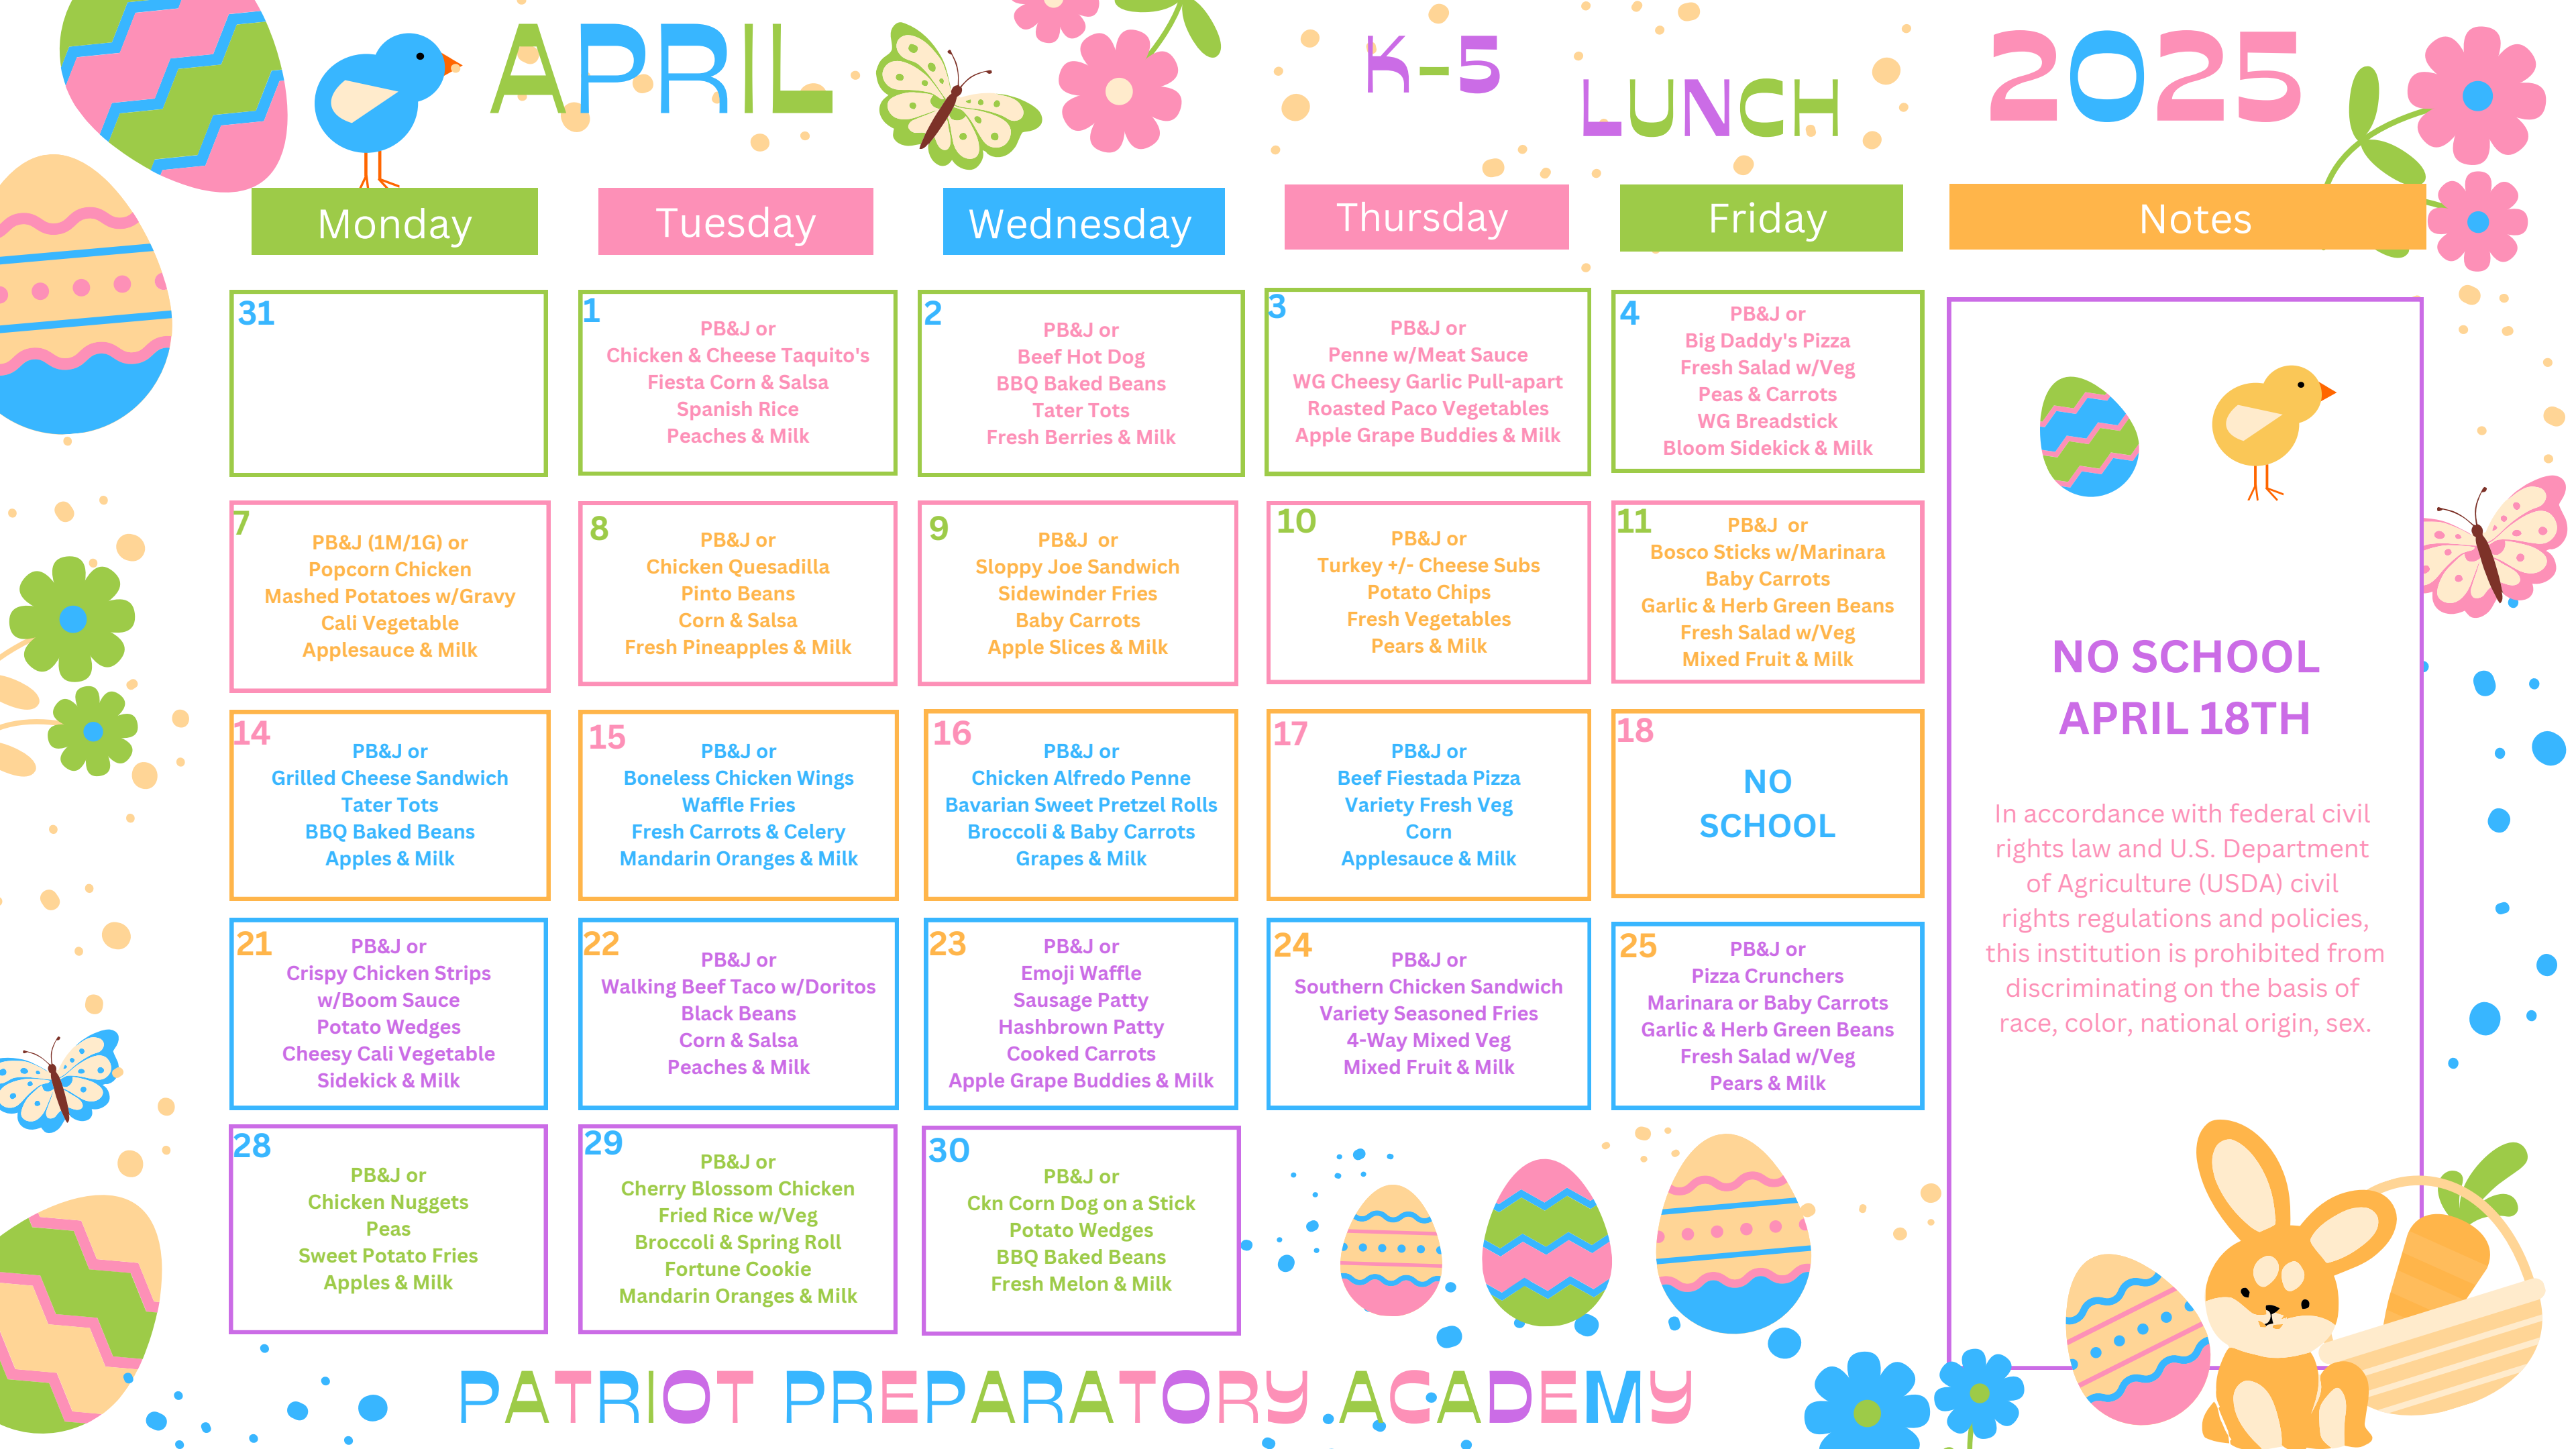 APRIL
K-5
LUNCH
2025
Monday
Tuesday
Wednesday
Thursday
Friday
Notes
31
1
PB&J or
Chicken & Cheese Taquito's
Fiesta Corn & Salsa
Spanish Rice
Peaches & Milk
2
PB&J or
Beef Hot Dog
BBQ Baked Beans
Tater Tots
Fresh Berries & Milk
3
PB&J or
Penne w/Meat Sauce
WG Cheesy Garlic Pull-apart
Roasted Paco Vegetables
Apple Grape Buddies & Milk
4
PB&J or
Big Daddy's Pizza
Fresh Salad w/Veg
Peas & Carrots
WG Breadstick
Bloom Sidekick & Milk
7
PB&J (1M/1G) or
Popcorn Chicken
Mashed Potatoes w/Gravy
Cali Vegetable
Applesauce & Milk
8
PB&J or
Chicken Quesadilla
Pinto Beans
Corn & Salsa
Fresh Pineapples & Milk
9
PB&J or
Sloppy Joe Sandwich
Sidewinder Fries
Baby Carrots
Apple Slices & Milk
10
PB&J or
Turkey +/- Cheese Subs
Potato Chips
Fresh Vegetables
Pears & Milk
11
PB&J or
Bosco Sticks w/Marinara
Baby Carrots
Garlic & Herb Green Beans
Fresh Salad w/Veg
Mixed Fruit & Milk
14
PB&J or
Grilled Cheese Sandwich
Tater Tots
BBQ Baked Beans
Apples & Milk
15
PB&J or
Boneless Chicken Wings
Waffle Fries
Fresh Carrots & Celery
Mandarin Oranges & Milk
16
PB&J or
Chicken Alfredo Penne
Bavarian Sweet Pretzel Rolls
Broccoli & Baby Carrots
Grapes & Milk
17
PB&J or
Beef Fiestada Pizza
Variety Fresh Veg
Corn
Applesauce & Milk
18
NO
SCHOOL
21
PB&J or
Crispy Chicken Strips
w/Boom Sauce
Potato Wedges
Cheesy Cali Vegetable
Sidekick & Milk
22
PB&J or
Walking Beef Taco w/Doritos
Black Beans
Corn & Salsa
Peaches & Milk
23
PB&J or
Emoji Waffle
Sausage Patty
Hashbrown Patty
Cooked Carrots
Apple Grape Buddies & Milk
24
PB&J or
Southern Chicken Sandwich
Variety Seasoned Fries
4-Way Mixed Veg
Mixed Fruit & Milk
25
PB&J or
Pizza Crunchers
Marinara or Baby Carrots
Garlic & Herb Green Beans
Fresh Salad w/Veg
Pears & Milk
28
PB&J or
Chicken Nuggets
Peas
Sweet Potato Fries
Apples & Milk
29
PB&J or
Cherry Blossom Chicken
Fried Rice w/Veg
Broccoli & Spring Roll
Fortune Cookie
Mandarin Oranges & Milk
30
PB&J or
Ckn Corn Dog on a Stick
Potato Wedges
BBQ Baked Beans
Fresh Melon & Milk
NO SCHOOL
APRIL 18TH
In accordance with federal civil
rights law and U.S. Department
of Agriculture (USDA) civil
rights regulations and policies,
this institution is prohibited from
discriminating on the basis of
race, color, national origin, sex.
PATRIOT PREPARATORY ACADEMY